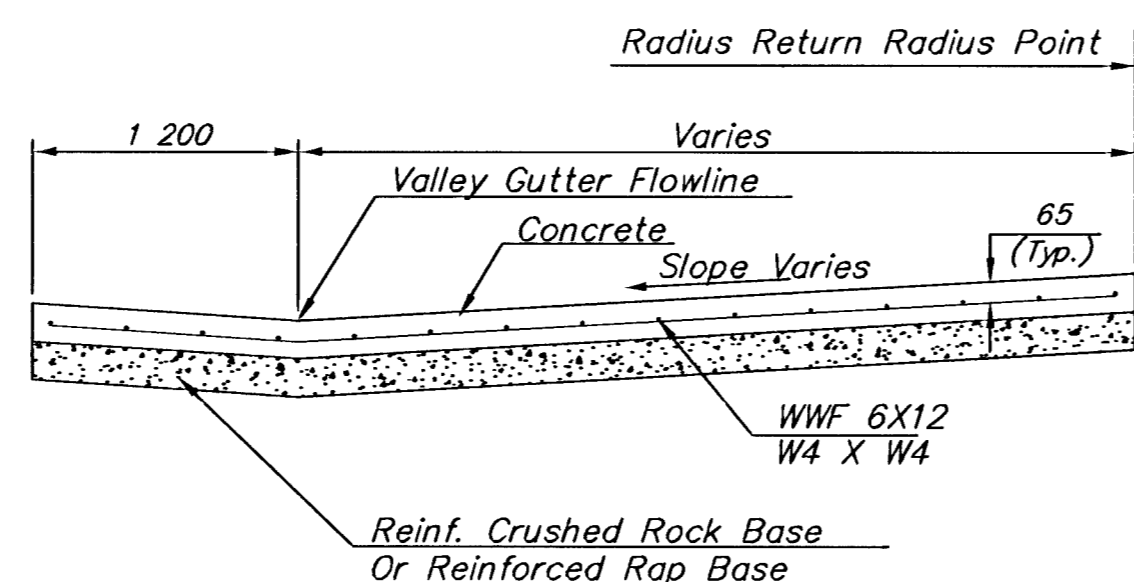 Radius Return Radius Point
1 200
Varies
Valley Gutter Flowline
Concrete
65
(Typ.)
Slope Varies
WWF 6X12
W4 X W4
Reinf. Crushed Rock Base
Or Reinforced Rap Base